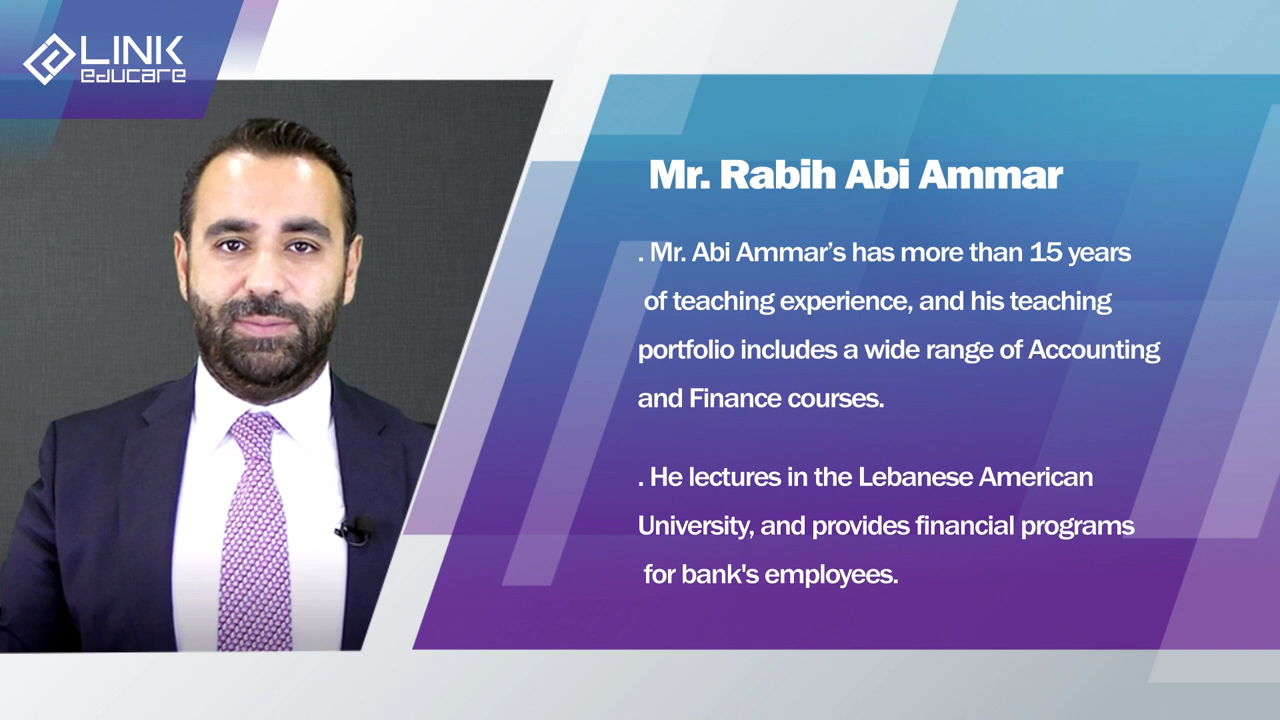 LINK
educare
Mr. Rabih Abi Ammar
. Mr. Abi Ammar’s has more than 15 years
of teaching experience, and his teaching
portfolio includes a wide range of Accounting
and Finance courses.
. He lectures in the Lebanese American
University, and provides financial programs
for bank's employees.